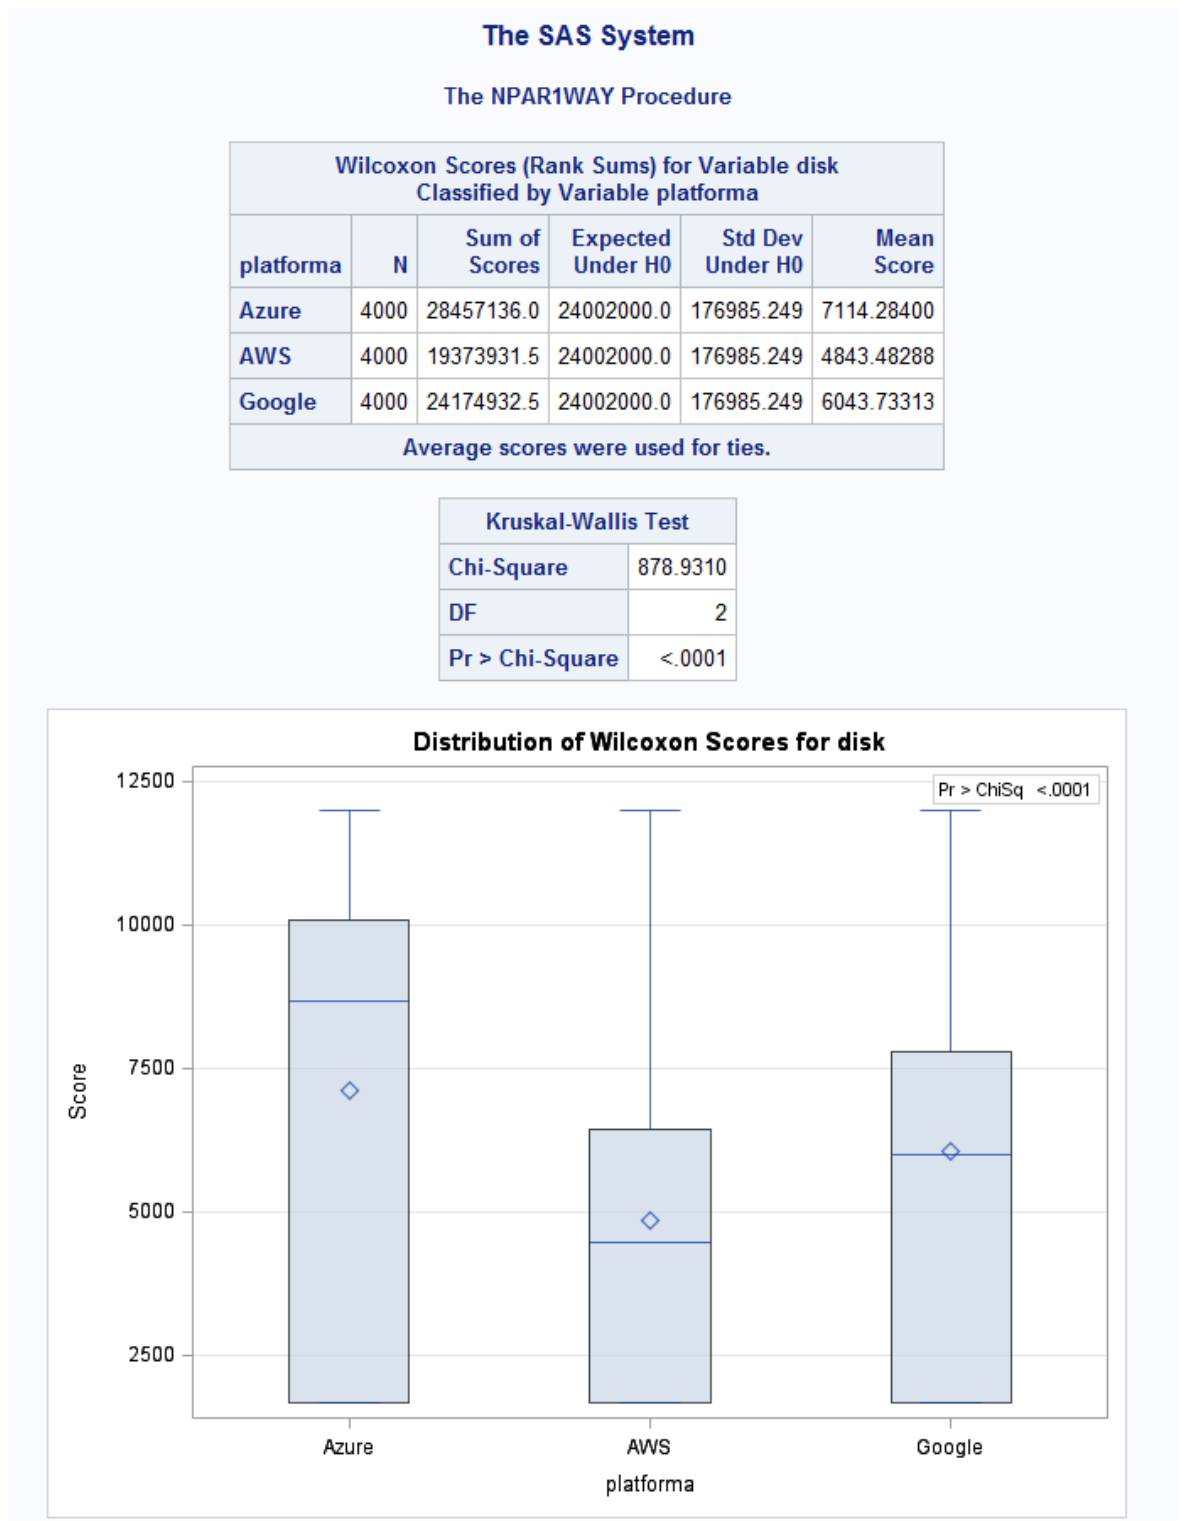 The SAS System
The NPAR1WAY Procedure
Wilcoxon Scores (Rank Sums) for Variable disk
Classified by Variable platforma
platforma N Sum of Scores Expected Under H0 Std Dev Under H0 Mean Score
Azure 4000 28457136.0 24002000.0 176985.249 7114.28400
AWS 4000 19373931.5 24002000.0 176985.249 4843.48288
Google 4000 24174932.5 24002000.0 176985.249 6043.73313
Average scores were used for ties.
Kruskal-Wallis Test
Chi-Square 878.9310
DF 2
Pr > Chi-Square <.0001
Distribution of Wilcoxon Scores for disk
Pr > ChiSq <.0001
12500
10000
7500
5000
2500
Score
Azure AWS Google
platforma